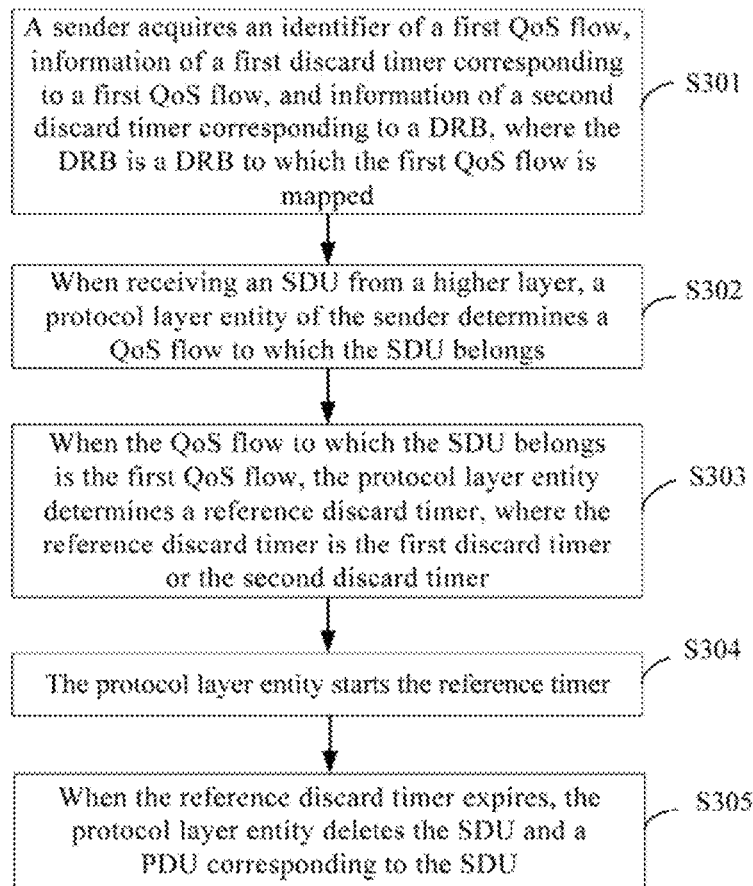 A sender acquires an identifier of a first QoS flow,
information of a first discard timer corresponding
to a first QoS flow, and information of a second
discard timer corresponding to a DRB, where the
DRB is a DRB to which the first QoS flow is
mapped
S301
When receiving an SDU from a higher layer, a
protocol layer entity of the sender determines a
QoS flow to which the SDU belongs
S302
When the QoS flow to which the SDU belongs
is the first QoS flow, the protocol layer entity
determines a reference discard timer, where the
reference discard timer is the first discard timer
or the second discard timer
S303
The protocol layer entity starts the reference timer
S304
When the reference discard timer expires, the
protocol layer entity deletes the SDU and a
PDU corresponding to the SDU
S305